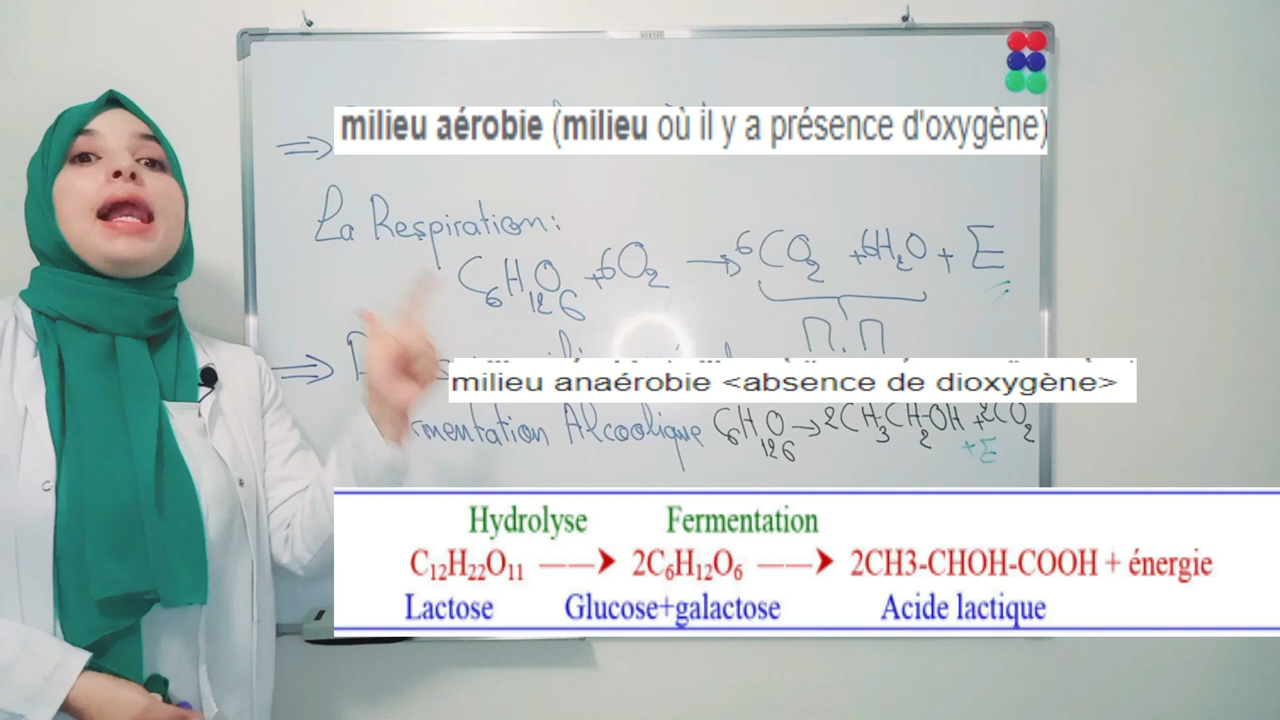 milieu aérobie (milieu où il y a présence d'oxygène)
La Respiration:
C₆H₁₂O₆ + 6O₂ → 6CO₂ + 6H₂O + E
n.n
milieu anaérobie <absence de dioxygène>
rmentation Alcoolique C₆H₁₂O₆ → 2CH₃CH₂OH + 2CO₂
+ E
Hydrolyse Fermentation
C₁₂H₂₂O₁₁ ——➤ 2C₆H₁₂O₆ ——➤ 2CH3-CHOH-COOH + énergie
Lactose Glucose+galactose Acide lactique